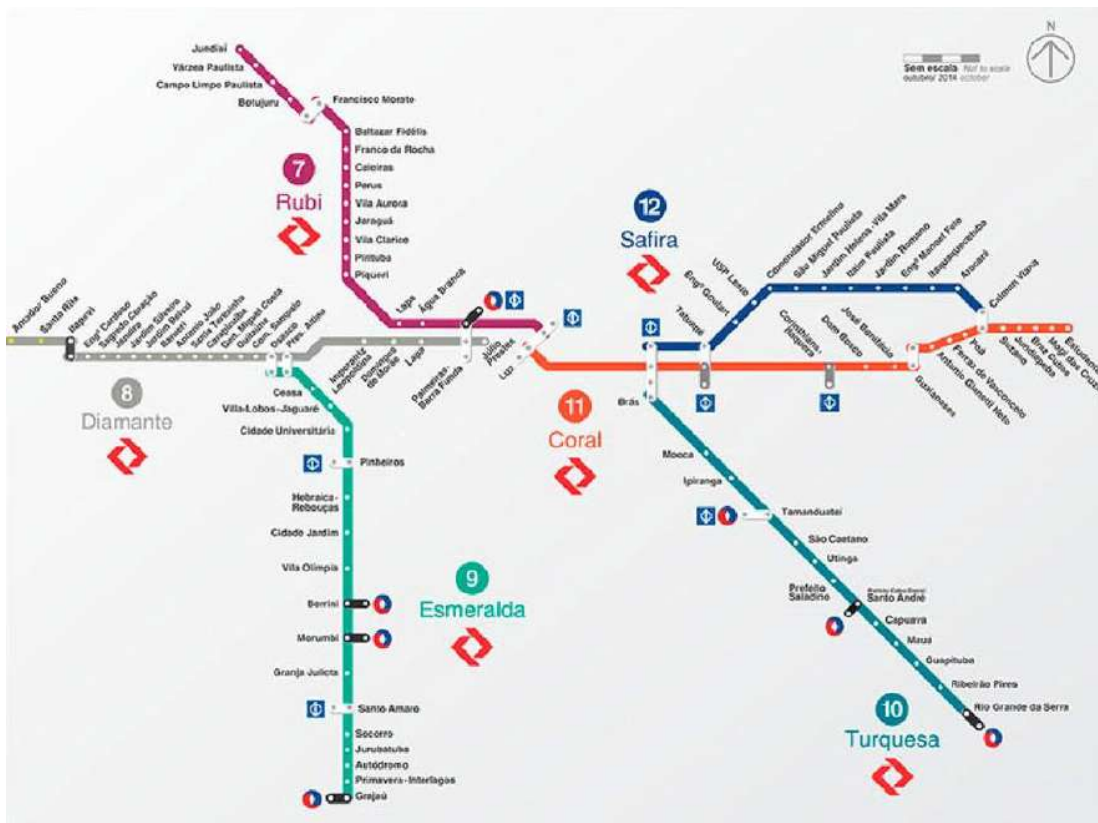 N
Sem escala Not to scale
outubro/ 2014 october
Jundiaí
Várzea Paulista
Campo Limpo Paulista
Botujuru
Francisco Morato
Baltazar Fidélis
Franco da Rocha
Caieiras
Perus
Vila Aurora
Jaraguá
Vila Clarice
Pirituba
Piqueri
7
Rubi
Lapa
Água Branca
12
Safira
Comendador Ermelino
São Miguel Paulista
Jardim Helena - Vila Mara
Itaim Paulista
Jardim Romano
Engº Manoel Feio
Itaquaquecetuba
Aracaré
USP Leste
Engº Goulart
Tatuapé
Calmon Viana
Amador Bueno
Santa Rita
Itapevi
Engº Cardoso
Sagrado Coração
Jandira
Jardim Silveira
Jardim Belval
Barueri
Antonio João
Santa Terezinha
Carapicuíba
Gen. Miguel Costa
Quitaúna
Com. Sampaio
Osasco
Pres. Altino
Imperatriz
Leopoldina
Domingos
de Moraes
Lapa
Palmeiras-
Barra Funda
Júlio
Prestes
Luz
8
Diamante
11
Coral
Brás
Corinthians-
Itaquera
Dom Bosco
José Bonifácio
Guaianases
Antonio Gianetti Neto
Ferraz de Vasconcelo
Poá
Suzano
Jundiapeba
Braz Cubas
Mogi das Cruzes
Estudantes
Ceasa
Villa-Lobos-Jaguaré
Cidade Universitária
Pinheiros
Hebraica-
Rebouças
Cidade Jardim
Vila Olímpia
Berrini
Morumbi
Granja Julieta
Santo Amaro
Socorro
Jurubatuba
Autódromo
Primavera-Interlagos
Grajaú
9
Esmeralda
Mooca
Ipiranga
Tamanduateí
São Caetano
Utinga
Prefeito
Saladino
Santo André
Capuava
Mauá
Guapituba
Ribeirão Pires
Rio Grande da Serra
10
Turquesa